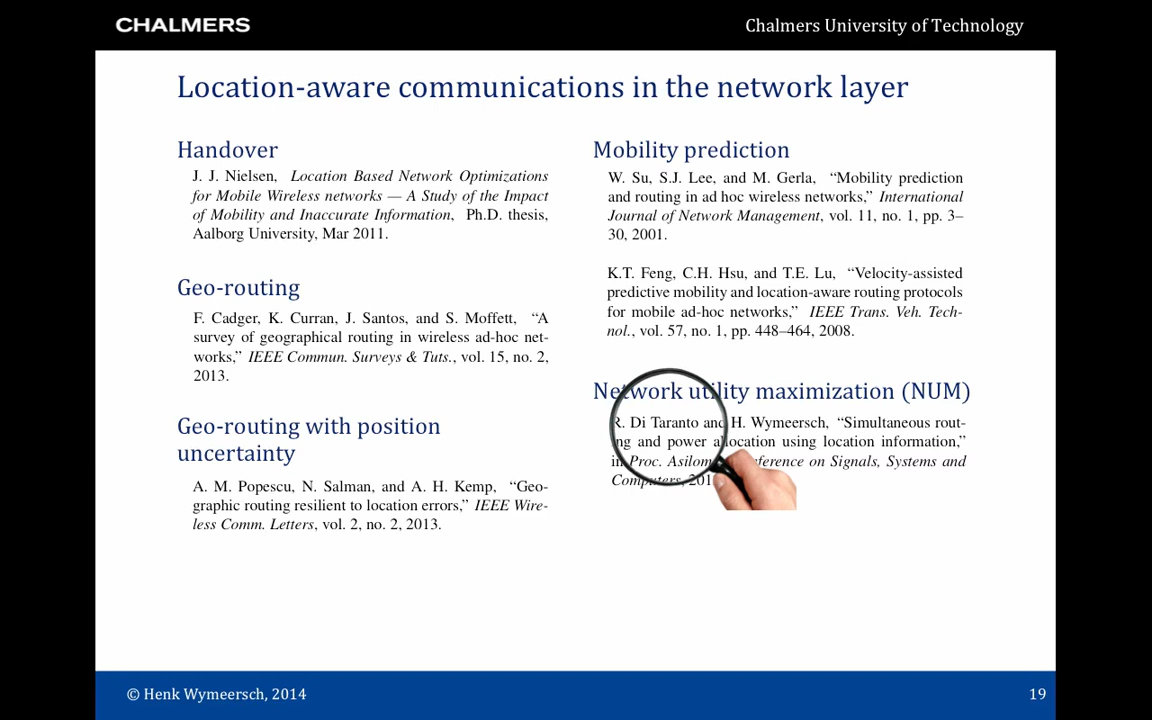 CHALMERS
Chalmers University of Technology
Location-aware communications in the network layer
Handover
J. J. Nielsen, Location Based Network Optimizations
for Mobile Wireless networks — A Study of the Impact
of Mobility and Inaccurate Information, Ph.D. thesis,
Aalborg University, Mar 2011.
Geo-routing
F. Cadger, K. Curran, J. Santos, and S. Moffett, “A
survey of geographical routing in wireless ad-hoc net-
works,” IEEE Commun. Surveys & Tuts., vol. 15, no. 2,
2013.
Geo-routing with position
uncertainty
A. M. Popescu, N. Salman, and A. H. Kemp, “Geo-
graphic routing resilient to location errors,” IEEE Wire-
less Comm. Letters, vol. 2, no. 2, 2013.
Mobility prediction
W. Su, S.J. Lee, and M. Gerla, “Mobility prediction
and routing in ad hoc wireless networks,” International
Journal of Network Management, vol. 11, no. 1, pp. 3–
30, 2001.
K.T. Feng, C.H. Hsu, and T.E. Lu, “Velocity-assisted
predictive mobility and location-aware routing protocols
for mobile ad-hoc networks,” IEEE Trans. Veh. Tech-
nol., vol. 57, no. 1, pp. 448–464, 2008.
Network utility maximization (NUM)
R. Di Taranto and H. Wymeersch, “Simultaneous rout-
ing and power allocation using location information,”
in Proc. Asilomar Conference on Signals, Systems and
Computers,
© Henk Wymeersch, 2014
19